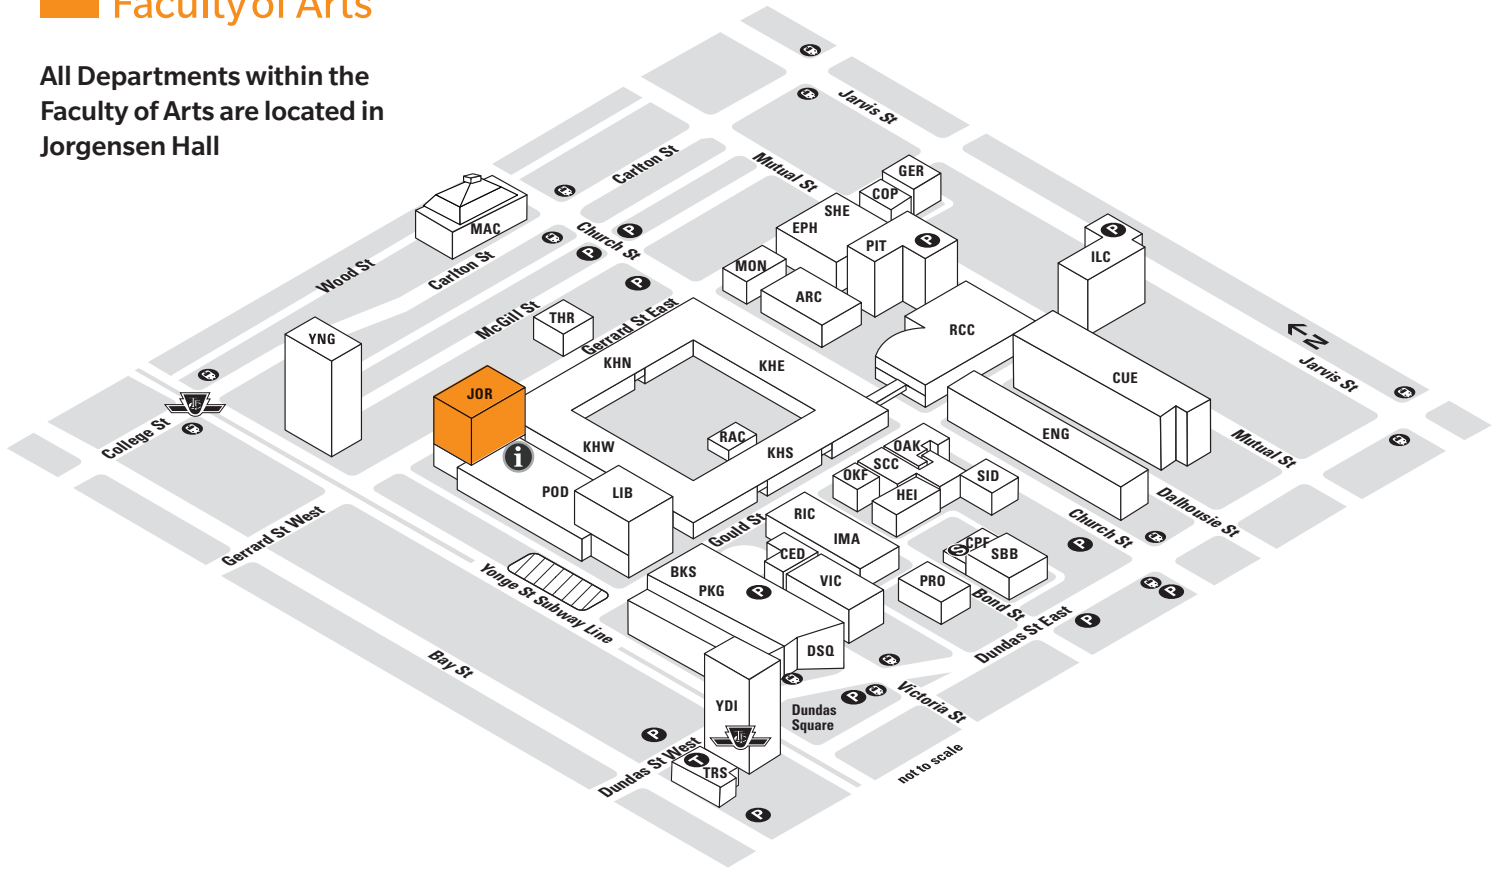 Faculty of Arts
All Departments within the
Faculty of Arts are located in
Jorgensen Hall
Jarvis St
Carlton St
Mutual St
GER
COP
SHE
EPH
MAC
Church St
PIT
P
P
P
P
ILC
Wood St
Carlton St
MON
ARC
P
McGill St
THR
Gerrard St East
RCC
N
YNG
KHN
KHE
Jarvis St
JOR
CUE
College St
i
KHW
RAC
KHS
ENG
OAK
SCC
OKF
HEI
SID
Mutual St
POD
LIB
Dalhousie St
Gerrard St West
Gould St
RIC
IMA
Church St
P
CED
S
CPF
SBB
Yonge St Subway Line
BKS
PKG
P
VIC
PRO
Bond St
P
Dundas St East
P
DSQ
Bay St
Victoria St
YDI
Dundas
Square
P
P
Dundas St West
T
TRS
not to scale
P